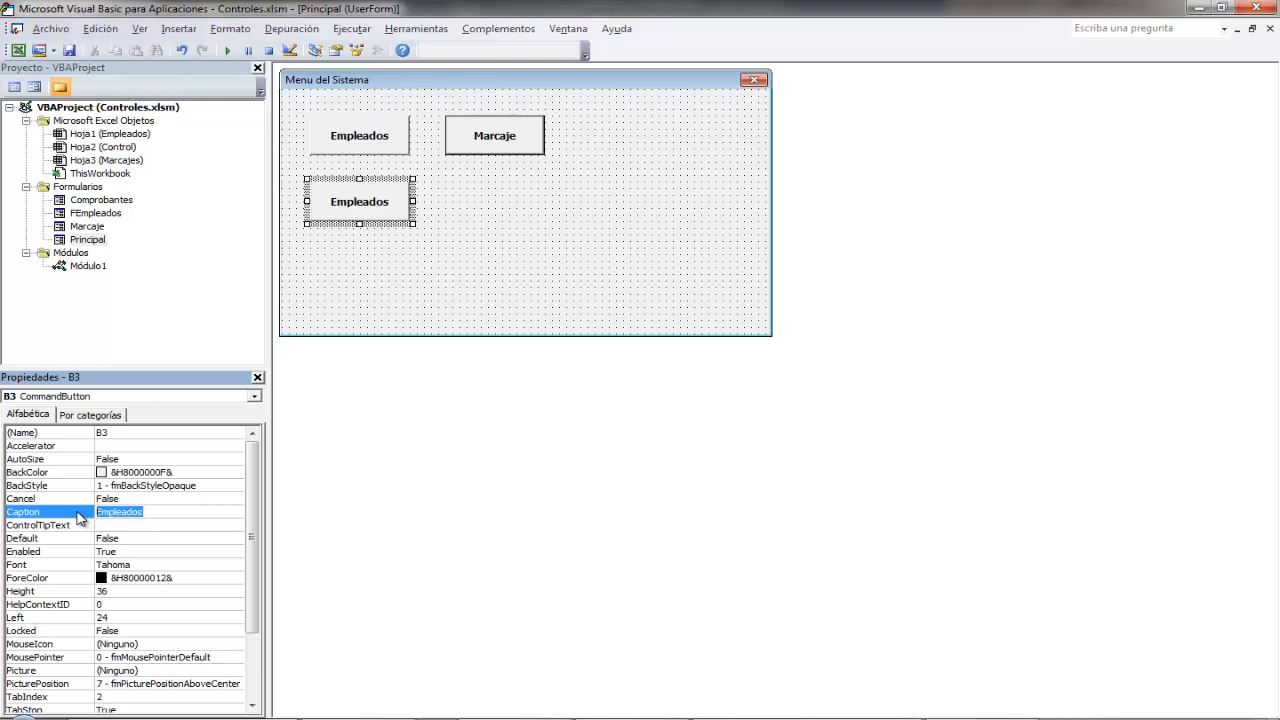 Microsoft Visual Basic para Aplicaciones - Controles.xlsm - [Principal (UserForm)]
Archivo Edición Ver Insertar Formato Depuración Ejecutar Herramientas Complementos Ventana Ayuda Escriba una pregunta
Proyecto - VBAProject
VBAProject (Controles.xlsm)
Microsoft Excel Objetos
Hoja1 (Empleados)
Hoja2 (Control)
Hoja3 (Marcajes)
ThisWorkbook
Formularios
Comprobantes
FEmpleados
Marcaje
Principal
Módulos
Módulo1
Menu del Sistema
Empleados Marcaje
Empleados
Propiedades - B3
B3 CommandButton
Alfabética Por categorías
(Name) B3
Accelerator
AutoSize False
BackColor &H8000000F&
BackStyle 1 - fmBackStyleOpaque
Cancel False
Caption Empleados
ControlTipText
Default False
Enabled True
Font Tahoma
ForeColor &H80000012&
Height 36
HelpContextID 0
Left 24
Locked False
MouseIcon (Ninguno)
MousePointer 0 - fmMousePointerDefault
Picture (Ninguno)
PicturePosition 7 - fmPicturePositionAboveCenter
TabIndex 2
TabStop True